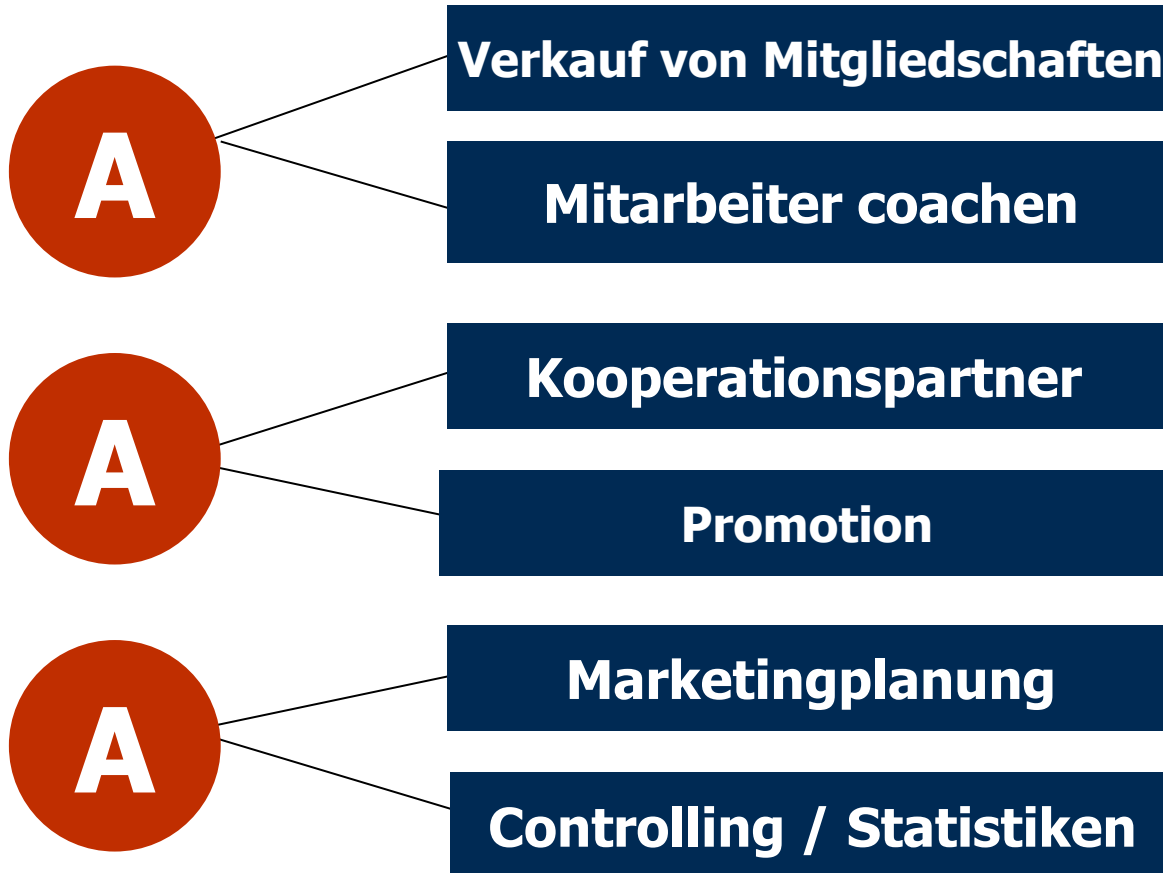 A
Verkauf von Mitgliedschaften
Mitarbeiter coachen
A
Kooperationspartner
Promotion
A
Marketingplanung
Controlling / Statistiken